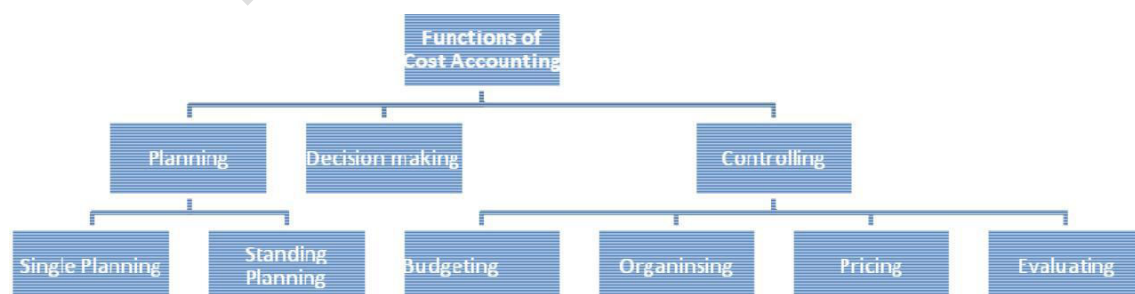 Functions of
Cost Accounting
Planning
Decision making
Controlling
Single Planning
Standing
Planning
Budgeting
Organinsing
Pricing
Evaluating